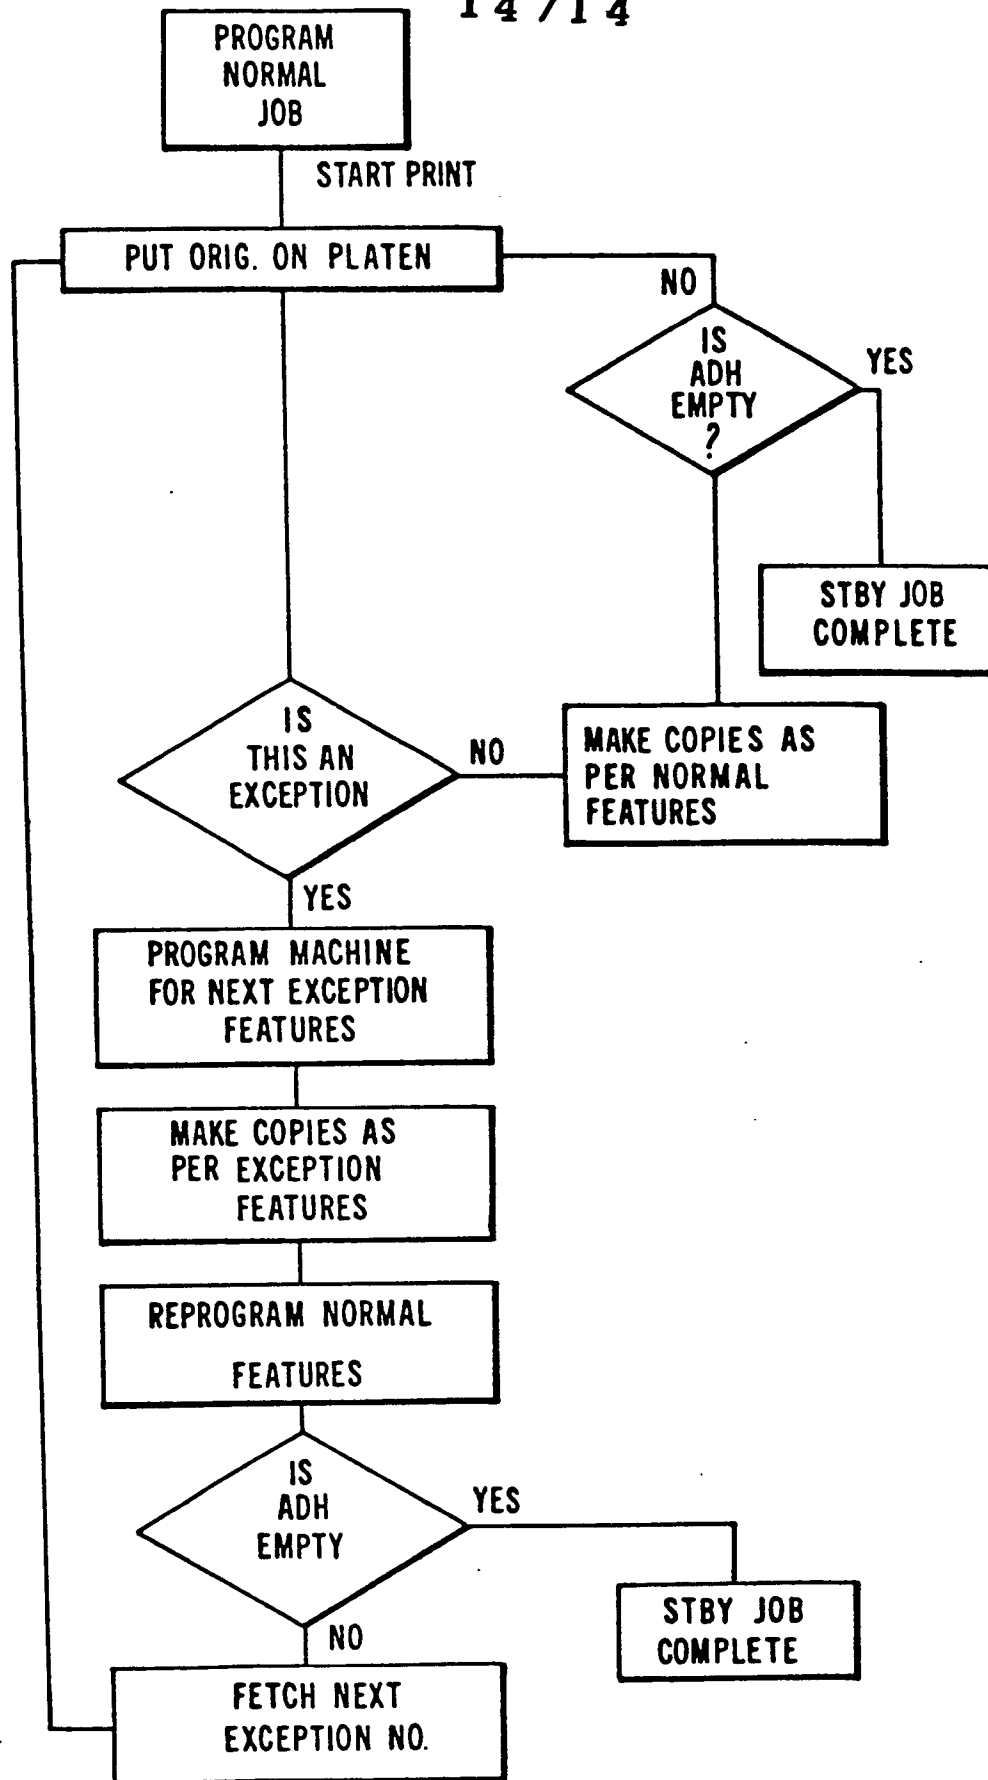 14/14
PROGRAM
NORMAL
JOB
START PRINT
PUT ORIG. ON PLATEN
NO
IS
ADH
EMPTY
?
YES
STBY JOB
COMPLETE
IS
THIS AN
EXCEPTION
NO
MAKE COPIES AS
PER NORMAL
FEATURES
YES
PROGRAM MACHINE
FOR NEXT EXCEPTION
FEATURES
MAKE COPIES AS
PER EXCEPTION
FEATURES
REPROGRAM NORMAL
FEATURES
IS
ADH
EMPTY
YES
STBY JOB
COMPLETE
NO
FETCH NEXT
EXCEPTION NO.